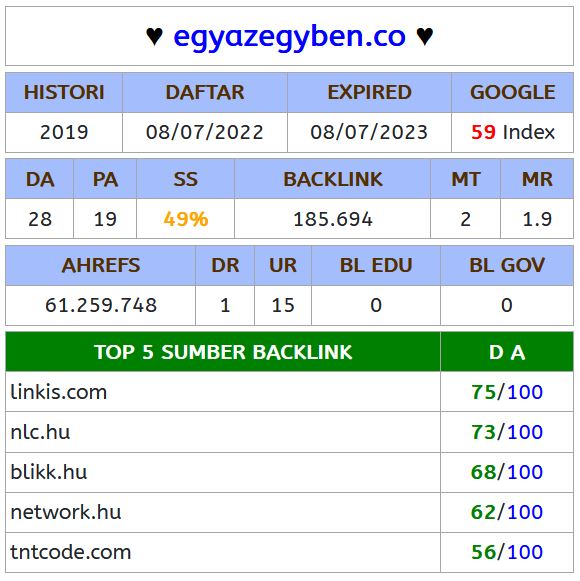 ♥ egyazegyben.co ♥
HISTORI DAFTAR EXPIRED GOOGLE
2019 08/07/2022 08/07/2023 59 Index
DA PA SS BACKLINK MT MR
28 19 49% 185.694 2 1.9
AHREFS DR UR BL EDU BL GOV
61.259.748 1 15 0 0
TOP 5 SUMBER BACKLINK D A
linkis.com 75/100
nlc.hu 73/100
blikk.hu 68/100
network.hu 62/100
tntcode.com 56/100